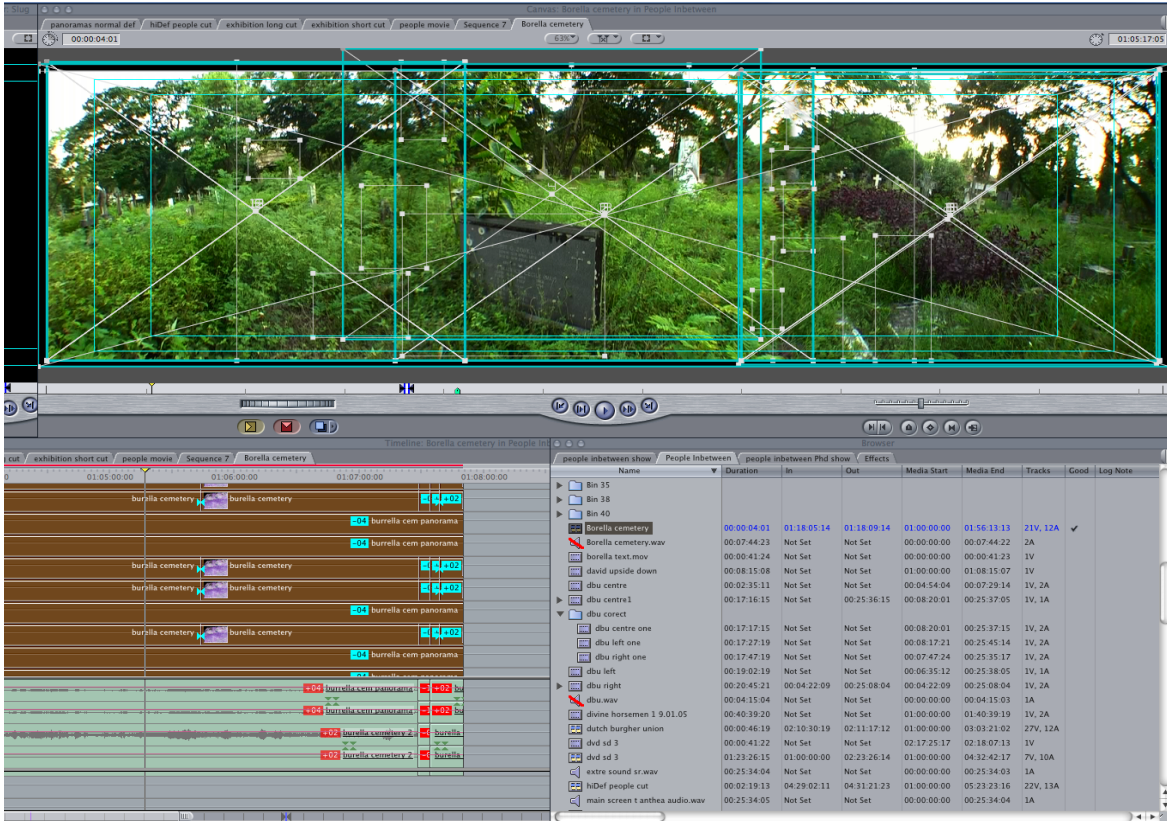 : Slug
Canvas: Borella cemetery in People Inbetween
panoramas normal def hiDef people cut exhibition long cut exhibition short cut people movie Sequence 7 Borella cemetery
00:00:04:01 63% 01:05:17:05
Timeline: Borella cemetery in People Inl
cut exhibition short cut people movie Sequence 7 Borella cemetery
0 01:05:00:00 01:06:00:00 01:07:00:00 01:08:00:00
burella cemetery burella cemetery +02
-04 burrella cem panorama
-04 burrella cem panorama
burella cemetery burella cemetery +02
burella cemetery burella cemetery +02
-04 burrella cem panorama
burella cemetery burella cemetery +02
-04 burrella cem panorama
+04 burrella cem panorama +02 bu
+04 burrella cem panorama +02 bu
+02 burella cemetery 2 burella
+02 burella cemetery 2 burella
Browser
people inbetween show People Inbetween people inbetween Phd show Effects
Name Duration In Out Media Start Media End Tracks Good Log Note
Bin 35
Bin 38
Bin 40
Borella cemetery 00:00:04:01 01:18:05:14 01:18:09:14 01:00:00:00 01:56:13:13 21V, 12A
Borella cemetery.wav 00:07:44:23 Not Set Not Set 00:00:00:00 00:07:44:22 2A
borella text.mov 00:00:41:24 Not Set Not Set 00:00:00:00 00:00:41:23 1V
david upside down 00:08:15:08 Not Set Not Set 01:00:00:00 01:08:15:07 1V
dbu centre 00:02:35:11 Not Set Not Set 00:04:54:04 00:07:29:14 1V, 2A
dbu centre1 00:17:16:15 Not Set 00:25:36:15 00:08:20:01 00:25:37:05 1V, 1A
dbu corect
dbu centre one 00:17:17:15 Not Set Not Set 00:08:20:01 00:25:37:15 1V, 2A
dbu left one 00:17:27:19 Not Set Not Set 00:08:17:21 00:25:45:14 1V, 2A
dbu right one 00:17:47:19 Not Set Not Set 00:07:47:24 00:25:35:17 1V, 2A
dbu left 00:19:02:19 Not Set Not Set 00:06:35:12 00:25:38:05 1V, 1A
dbu right 00:20:45:21 00:04:22:09 00:25:08:04 00:04:22:09 00:25:08:04 1V, 2A
dbu.wav 00:04:15:04 Not Set Not Set 00:00:00:00 00:04:15:03 1A
divine horsemen 1 9.01.05 00:40:39:20 Not Set Not Set 01:00:00:00 01:40:39:19 1V, 2A
dutch burgher union 00:00:46:19 02:10:30:19 02:11:17:12 00:00:00:00 03:03:21:02 27V, 12A
dvd sd 3 00:00:41:22 Not Set Not Set 02:17:25:17 02:18:07:13 1V
dvd sd 3 01:23:26:15 01:00:00:00 02:23:26:14 01:00:00:00 04:32:42:17 7V, 10A
extre sound sr.wav 00:25:34:04 Not Set Not Set 00:00:00:00 00:25:34:03 1A
hiDef people cut 00:02:19:13 04:29:02:11 04:31:21:23 01:00:00:00 05:23:23:16 22V, 13A
main screen t anthea audio.wav 00:25:34:05 Not Set Not Set 00:00:00:00 00:25:34:04 1A